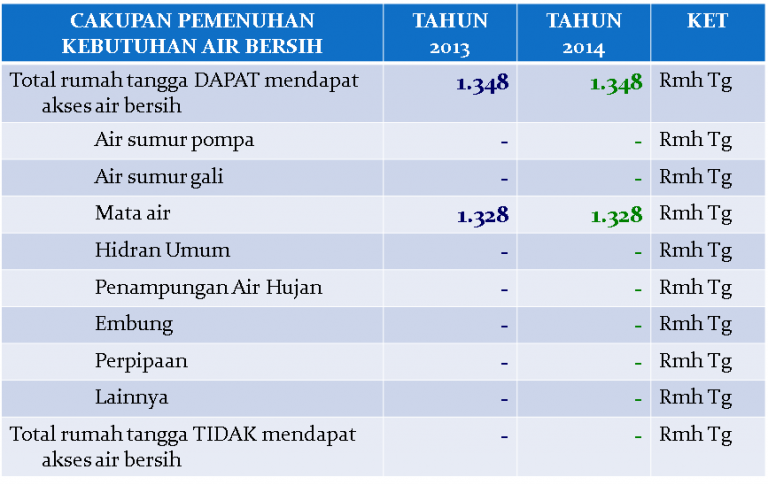 CAKUPAN PEMENUHAN KEBUTUHAN AIR BERSIH TAHUN 2013 TAHUN 2014 KET
Total rumah tangga DAPAT mendapat akses air bersih 1.348 1.348 Rmh Tg
Air sumur pompa - - Rmh Tg
Air sumur gali - - Rmh Tg
Mata air 1.328 1.328 Rmh Tg
Hidran Umum - - Rmh Tg
Penampungan Air Hujan - - Rmh Tg
Embung - - Rmh Tg
Perpipaan - - Rmh Tg
Lainnya - - Rmh Tg
Total rumah tangga TIDAK mendapat akses air bersih - - Rmh Tg